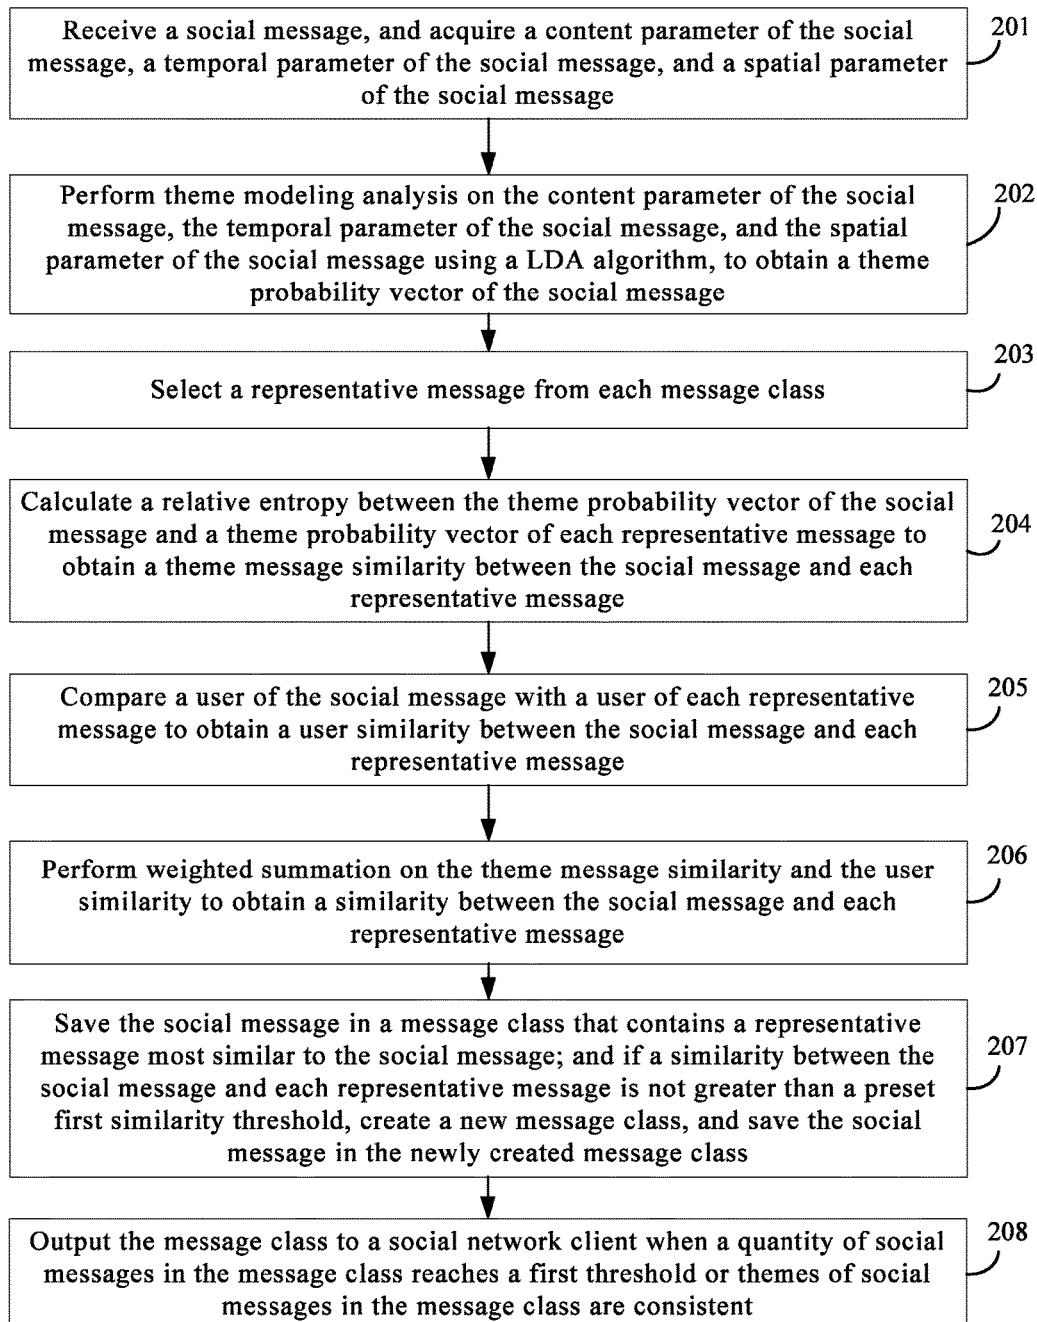 Receive a social message, and acquire a content parameter of the social
message, a temporal parameter of the social message, and a spatial parameter
of the social message
201
Perform theme modeling analysis on the content parameter of the social
message, the temporal parameter of the social message, and the spatial
parameter of the social message using a LDA algorithm, to obtain a theme
probability vector of the social message
202
Select a representative message from each message class
203
Calculate a relative entropy between the theme probability vector of the social
message and a theme probability vector of each representative message to
obtain a theme message similarity between the social message and each
representative message
204
Compare a user of the social message with a user of each representative
message to obtain a user similarity between the social message and each
representative message
205
Perform weighted summation on the theme message similarity and the user
similarity to obtain a similarity between the social message and each
representative message
206
Save the social message in a message class that contains a representative
message most similar to the social message; and if a similarity between the
social message and each representative message is not greater than a preset
first similarity threshold, create a new message class, and save the social
message in the newly created message class
207
Output the message class to a social network client when a quantity of social
messages in the message class reaches a first threshold or themes of social
messages in the message class are consistent
208